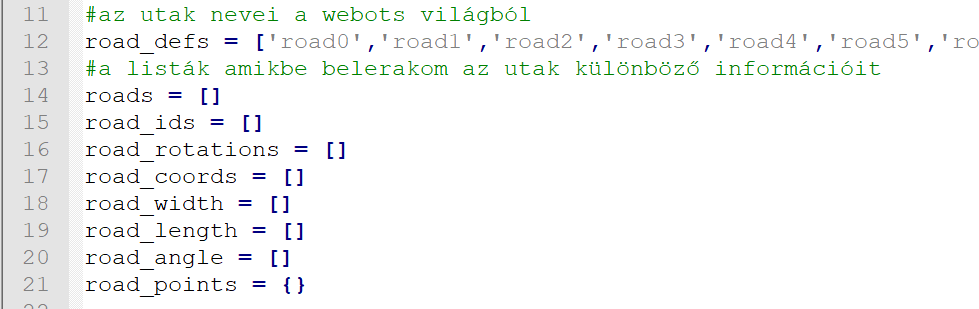 11 #az utak nevei a webots világból
12 road_defs = ['road0','road1','road2','road3','road4','road5','ro
13 #a listák amikbe belerakom az utak különböző információit
14 roads = []
15 road_ids = []
16 road_rotations = []
17 road_coords = []
18 road_width = []
19 road_length = []
20 road_angle = []
21 road_points = {}